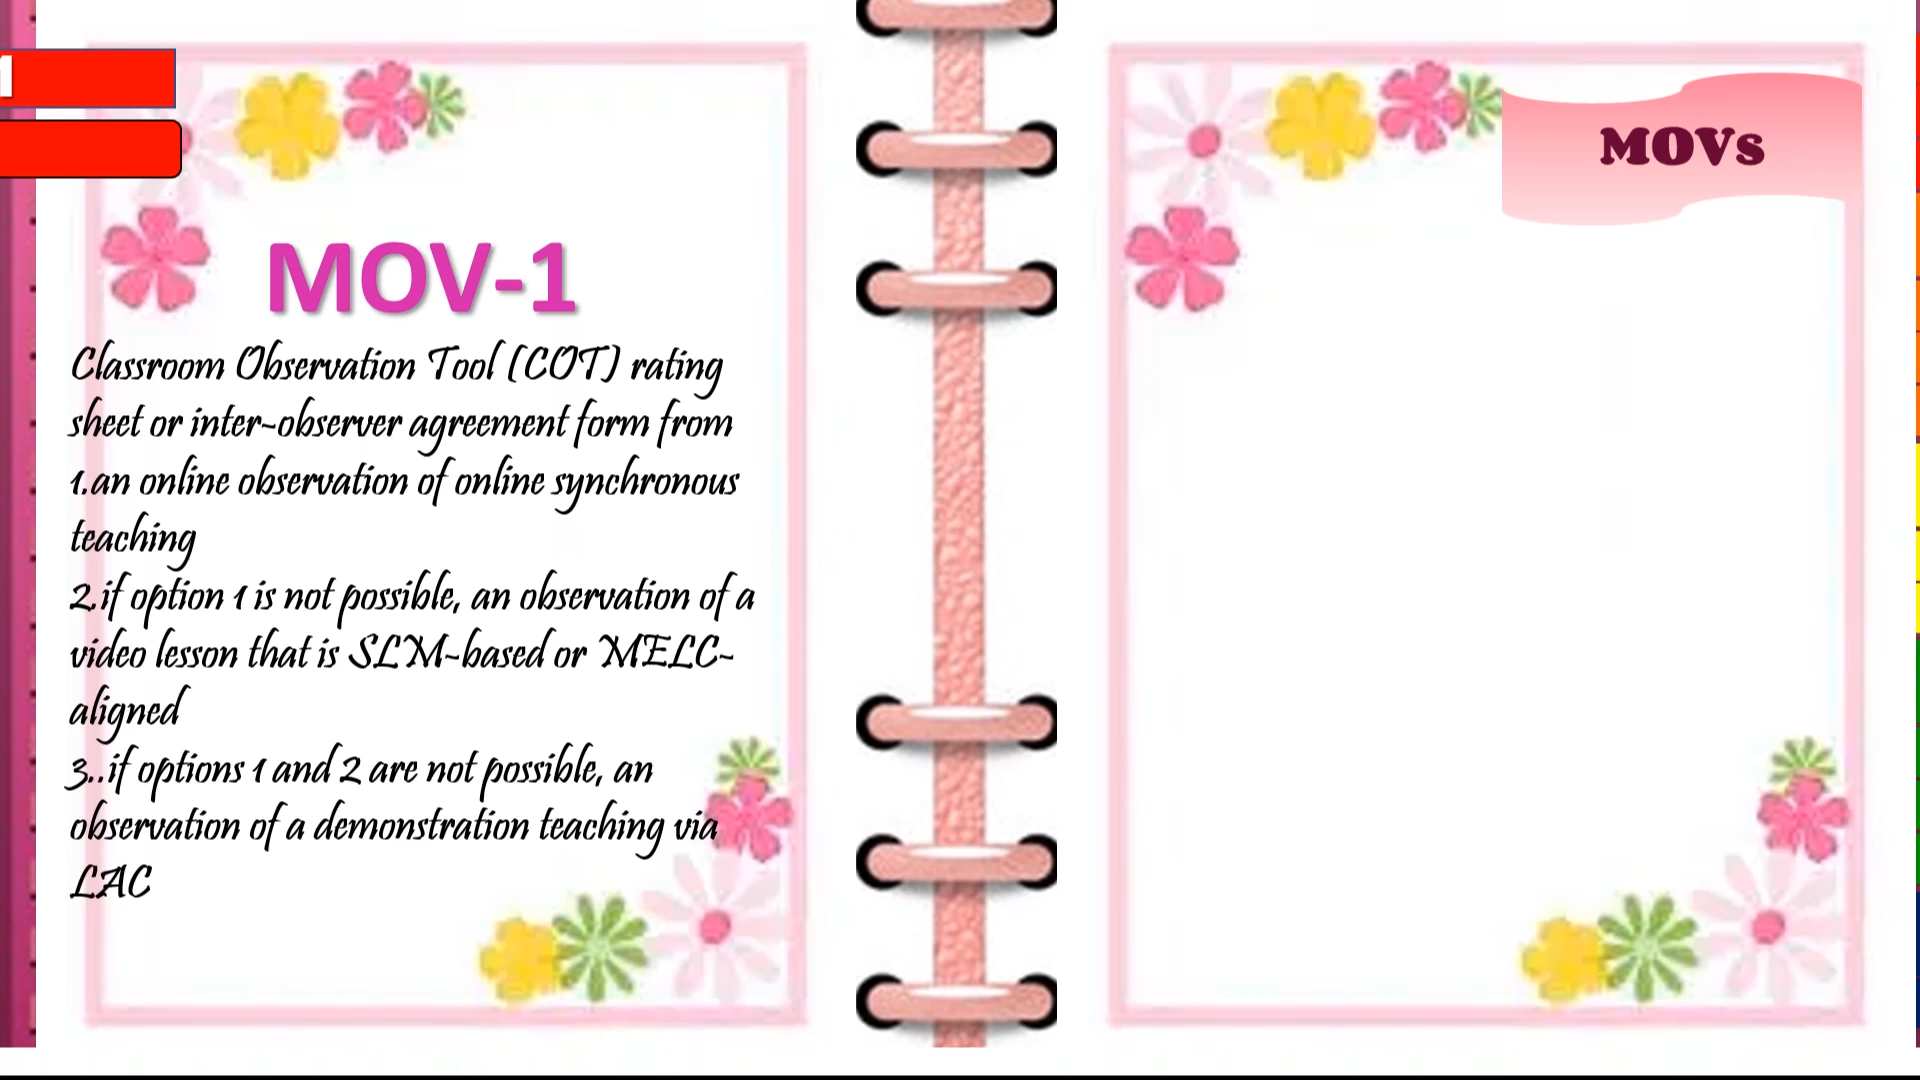 1
MOV-1
Classroom Observation Tool (COT) rating
sheet or inter-observer agreement form from
1.an online observation of online synchronous
teaching
2.if option 1 is not possible, an observation of a
video lesson that is SLM-based or MELC-
aligned
3..if options 1 and 2 are not possible, an
observation of a demonstration teaching via
LAC
MOVs